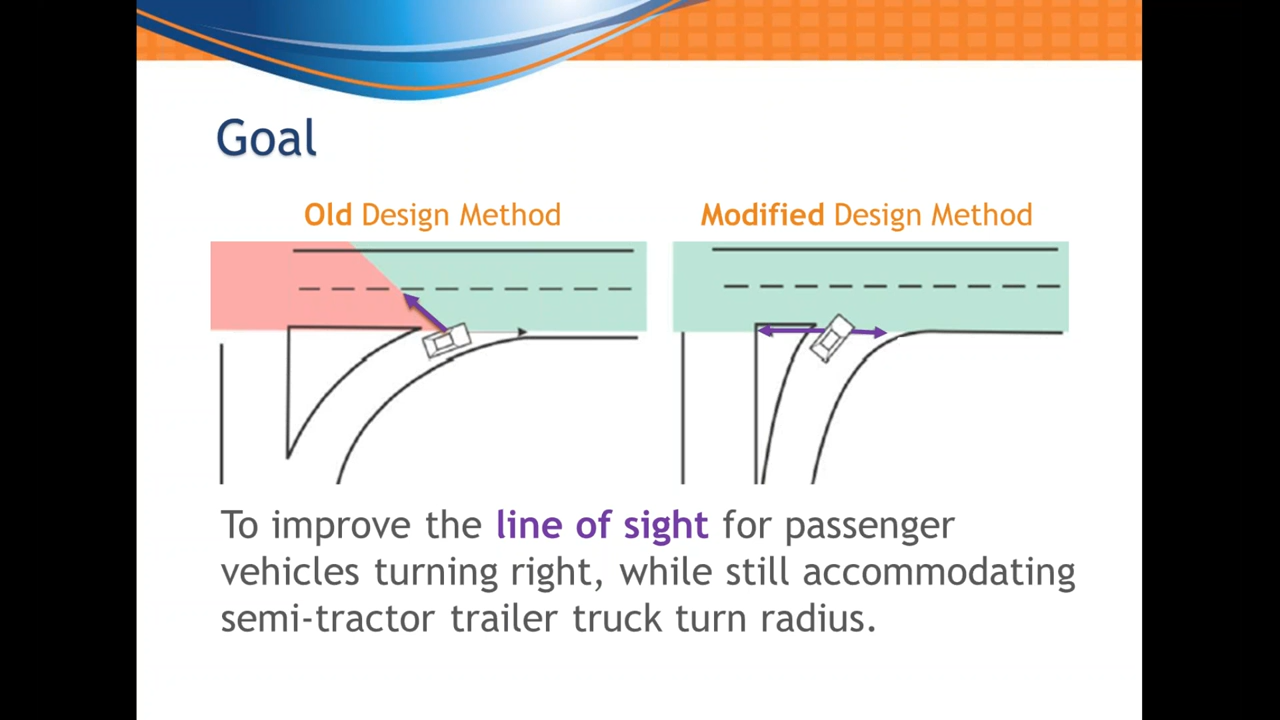 Goal
Old Design Method
Modified Design Method
To improve the line of sight for passenger
vehicles turning right, while still accommodating
semi-tractor trailer truck turn radius.